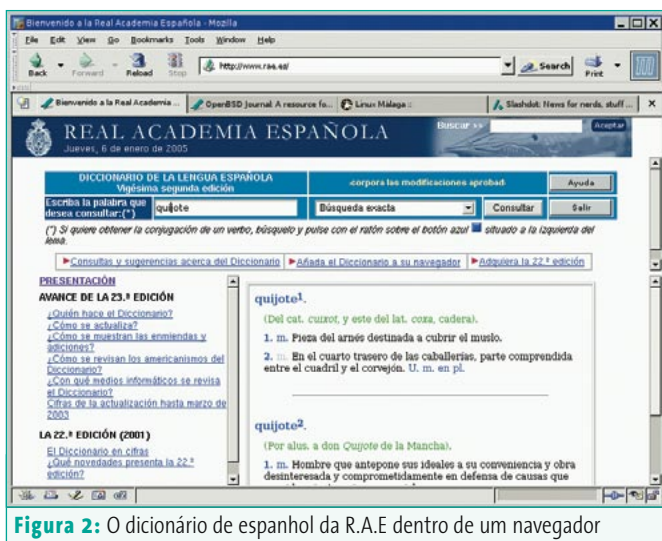 Bienvenido a la Real Academia Española - Mozilla
File Edit View Go Bookmarks Tools Window Help
Back Forward Reload Stop http://www.rae.es/ Search Print
Bienvenido a la Real Academia ... OpenBSD Journal: A resource fo... Linux Málaga :: Slashdot: News for nerds, stuff ...
REAL ACADEMIA ESPAÑOLA
Buscar >> Aceptar
Jueves, 6 de enero de 2005
DICCIONARIO DE LA LENGUA ESPAÑOLA
Vigésima segunda edición
.corpora las modificaciones aprobad
Ayuda
Escriba la palabra que
desea consultar:(*)
quijote
Búsqueda exacta
Consultar
Salir
(*) Si quiere obtener la conjugación de un verbo, búsquelo y pulse con el ratón sobre el botón azul situado a la izquierda del
lema.
Consultas y sugerencias acerca del Diccionario
Añada el Diccionario a su navegador
Adquiera la 22.ª edición
PRESENTACIÓN
AVANCE DE LA 23.ª EDICIÓN
¿Quién hace el Diccionario?
¿Cómo se actualiza?
¿Cómo se muestran las enmiendas y
adiciones?
¿Cómo se revisan los americanismos del
Diccionario?
¿Con qué medios informáticos se revisa
el Diccionario?
Cifras de la actualización hasta marzo de
2003
LA 22.ª EDICIÓN (2001)
El Diccionario en cifras
¿Qué novedades presenta la 22.ª
edición?
quijote1.
(Del cat. cuixot, y este del lat. coxa, cadera).
1. m. Pieza del arnés destinada a cubrir el muslo.
2. m. En el cuarto trasero de las caballerías, parte comprendida
entre el cuadril y el corvejón. U. m. en pl.
quijote2.
(Por alus. a don Quijote de la Mancha).
1. m. Hombre que antepone sus ideales a su conveniencia y obra
desinteresada y comprometidamente en defensa de causas que
Figura 2: O dicionário de espanhol da R.A.E dentro de um navegador